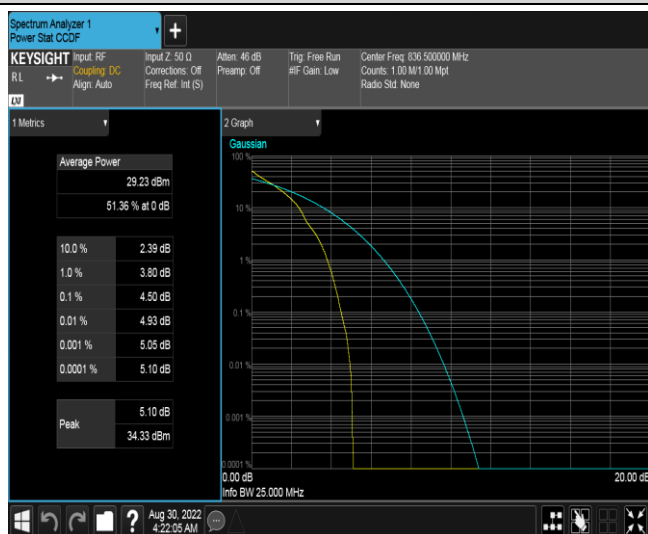 Spectrum Analyzer 1
Power Stat CCDF
+
KEYSIGHT
RL
LXI
Input: RF
Coupling: DC
Align: Auto
Input Z: 50 Ω
Corrections: Off
Freq Ref: Int (S)
Atten: 46 dB
Preamp: Off
Trig: Free Run
#IF Gain: Low
Center Freq: 836.500000 MHz
Counts: 1.00 M/1.00 Mpt
Radio Std: None
1 Metrics
Average Power
29.23 dBm
51.36 % at 0 dB
10.0 % 2.39 dB
1.0 % 3.80 dB
0.1 % 4.50 dB
0.01 % 4.93 dB
0.001 % 5.05 dB
0.0001 % 5.10 dB
Peak
5.10 dB
34.33 dBm
2 Graph
Gaussian
100 %
10 %
1 %
0.1 %
0.01 %
0.001 %
0.0001 %
0.00 dB
20.00 dB
Info BW 25.000 MHz
?
Aug 30, 2022
4:22:05 AM